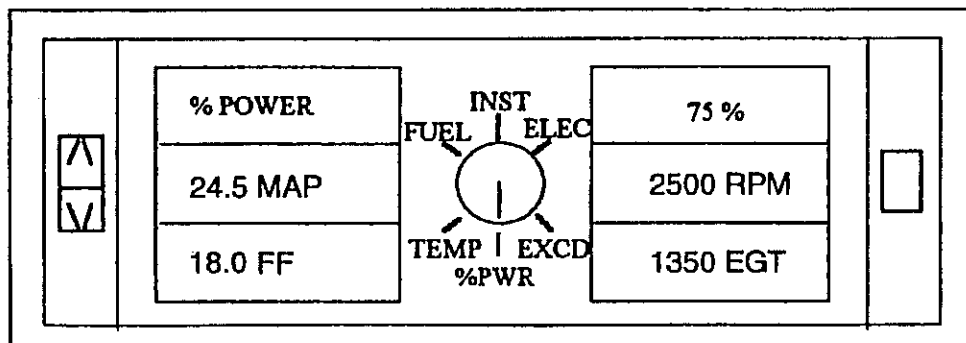 % POWER
24.5 MAP
18.0 FF
INST
FUEL
ELEC
TEMP
EXCD
%PWR
75 %
2500 RPM
1350 EGT